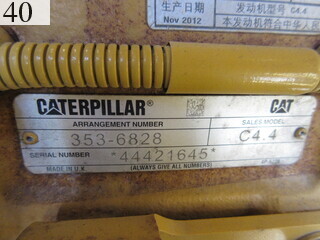 40
生产日期
Nov.2012
发动机型号 C4.4
本发动机符合中华人民
CATERPILLAR® CAT
ARRANGEMENT NUMBER SALES MODEL
353-6828 C4.4
SERIAL NUMBER *44421645*
MADE IN U.K. (ALWAYS GIVE ALL NUMBERS)